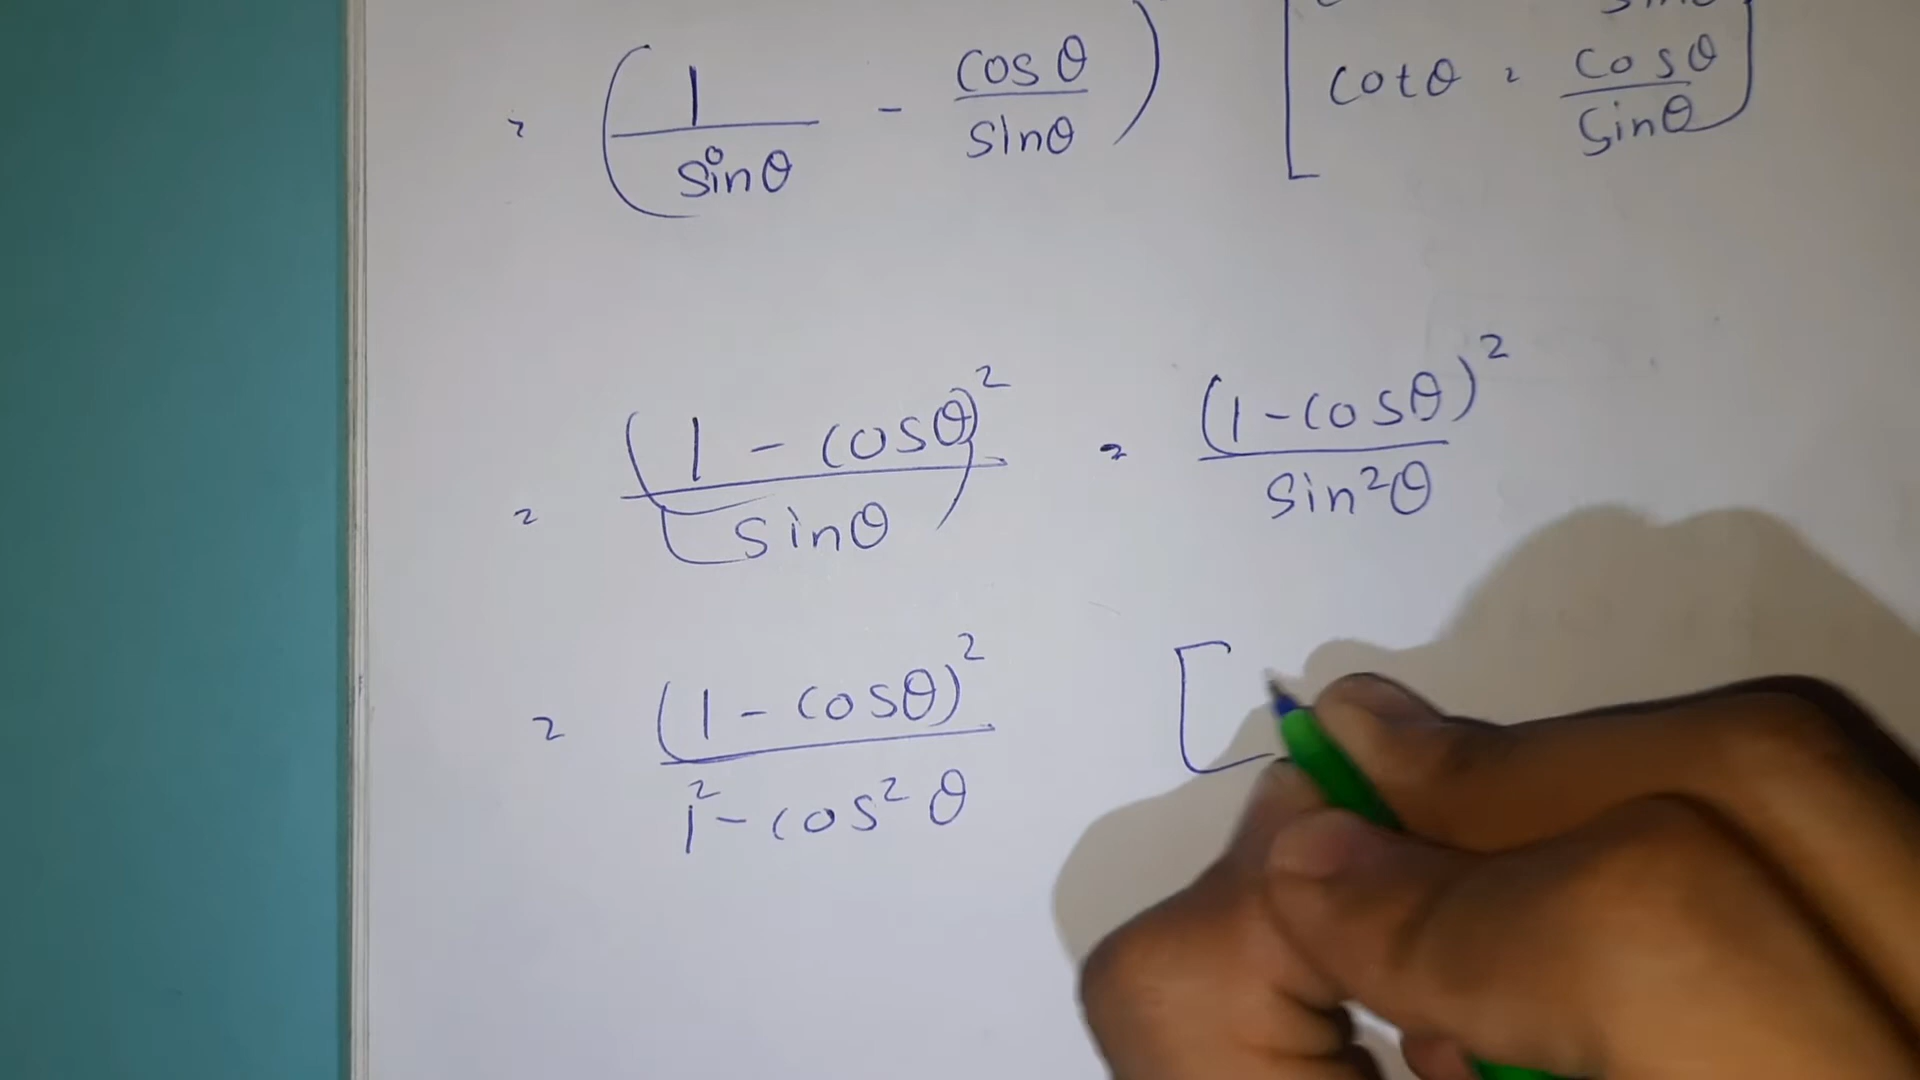 = (1/sinθ - cosθ/sinθ) [cotθ = cosθ/sinθ]
= ((1 - cosθ)/sinθ)² = (1 - cosθ)²/sin²θ
= (1 - cosθ)²/(1² - cos²θ) [